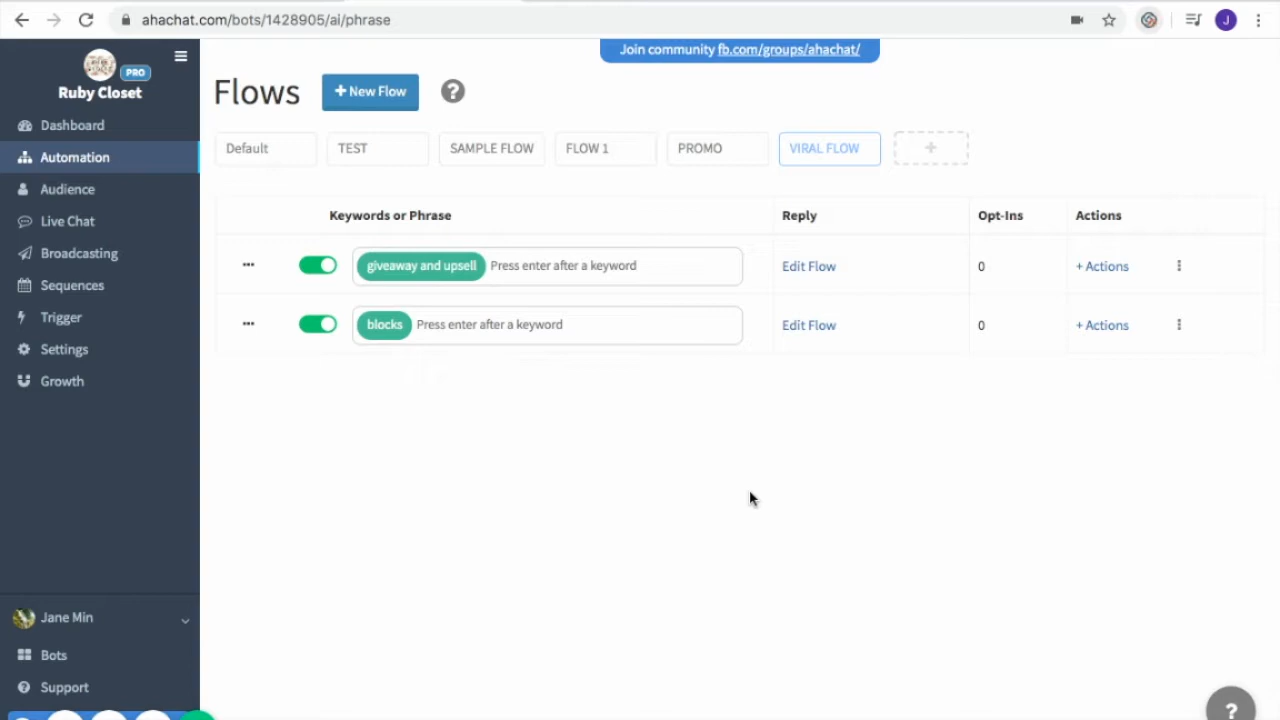 ahachat.com/bots/1428905/ai/phrase
J
Join community fb.com/groups/ahachat/
PRO
Ruby Closet
Dashboard
Automation
Audience
Live Chat
Broadcasting
Sequences
Trigger
Settings
Growth
Jane Min
Bots
Support
Flows
+ New Flow
?
Default
TEST
SAMPLE FLOW
FLOW 1
PROMO
VIRAL FLOW
+
Keywords or Phrase
Reply
Opt-Ins
Actions
giveaway and upsell Press enter after a keyword
Edit Flow
0
+ Actions
blocks Press enter after a keyword
Edit Flow
0
+ Actions
?